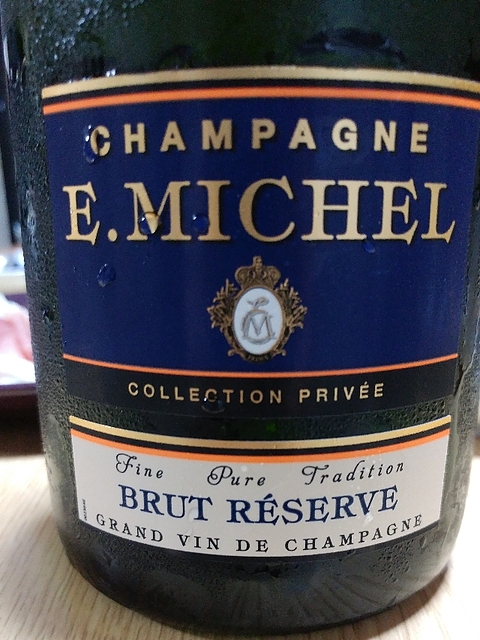 CHAMPAGNE
E.MICHEL
COLLECTION PRIVÉE
Fine Pure Tradition
BRUT RÉSERVE
GRAND VIN DE CHAMPAGNE